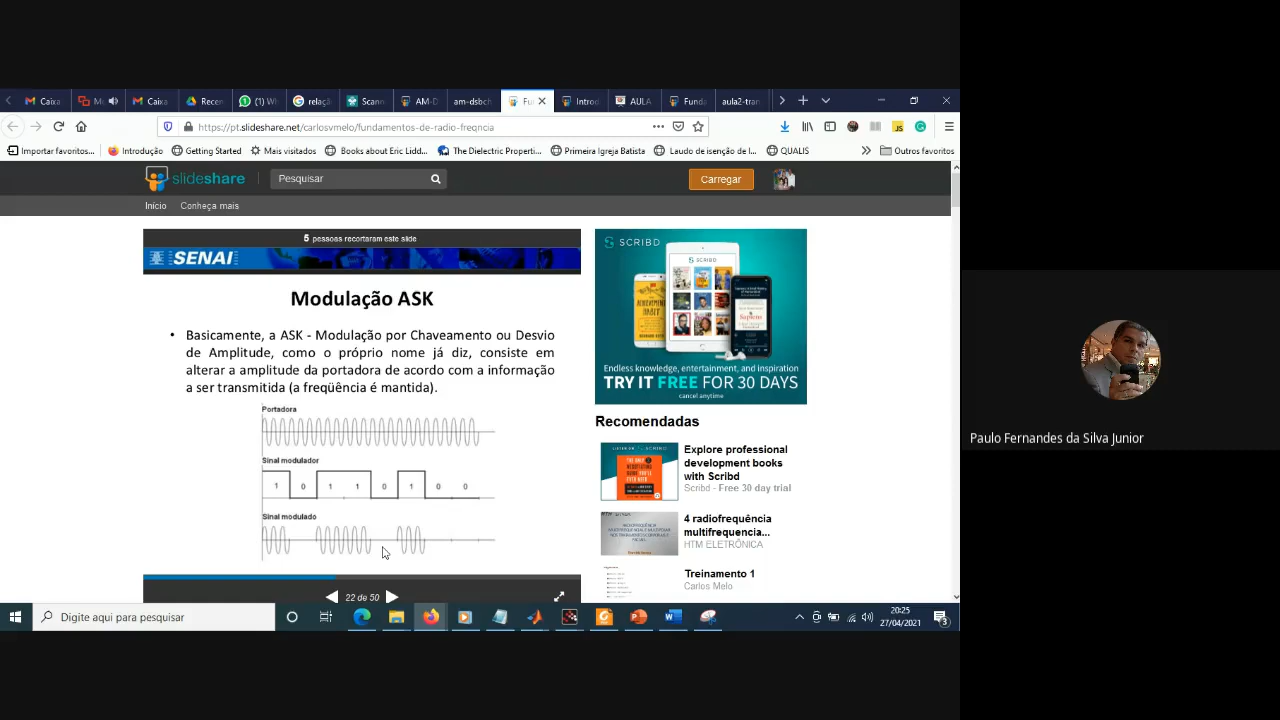 Caixa
Caixa
Recen
(1) W
relaçã
Scann
AM-D
am-dsbch
Fu
Introd
AULA
Funda
aula2-tran
https://pt.slideshare.net/carlosvmelo/fundamentos-de-radio-freqncia
Importar favoritos...
Introdução
Getting Started
Mais visitados
Books about Eric Lidd...
The Dielectric Properti...
Primeira Igreja Batista
Laudo de isenção de I...
QUALIS
Outros favoritos
slideshare
Pesquisar
Carregar
Início
Conheça mais
5 pessoas recortaram este slide
SENAI
Modulação ASK
• Basicamente, a ASK - Modulação por Chaveamento ou Desvio
de Amplitude, como o próprio nome já diz, consiste em
alterar a amplitude da portadora de acordo com a informação
a ser transmitida (a freqüência é mantida).
Portadora
Sinal modulador
1 0 1 1 0 1 0 0
Sinal modulado
22 de 50
SCRIBD
SCRIBD
Endless knowledge, entertainment, and inspiration
TRY IT FREE FOR 30 DAYS
cancel anytime
Recomendadas
Explore professional
development books
with Scribd
Scribd - Free 30 day trial
4 radiofrequência
multifrequencia...
HTM ELETRÔNICA
Treinamento 1
Carlos Melo
Digite aqui para pesquisar
20:25
27/04/2021
3
Paulo Fernandes da Silva Junior